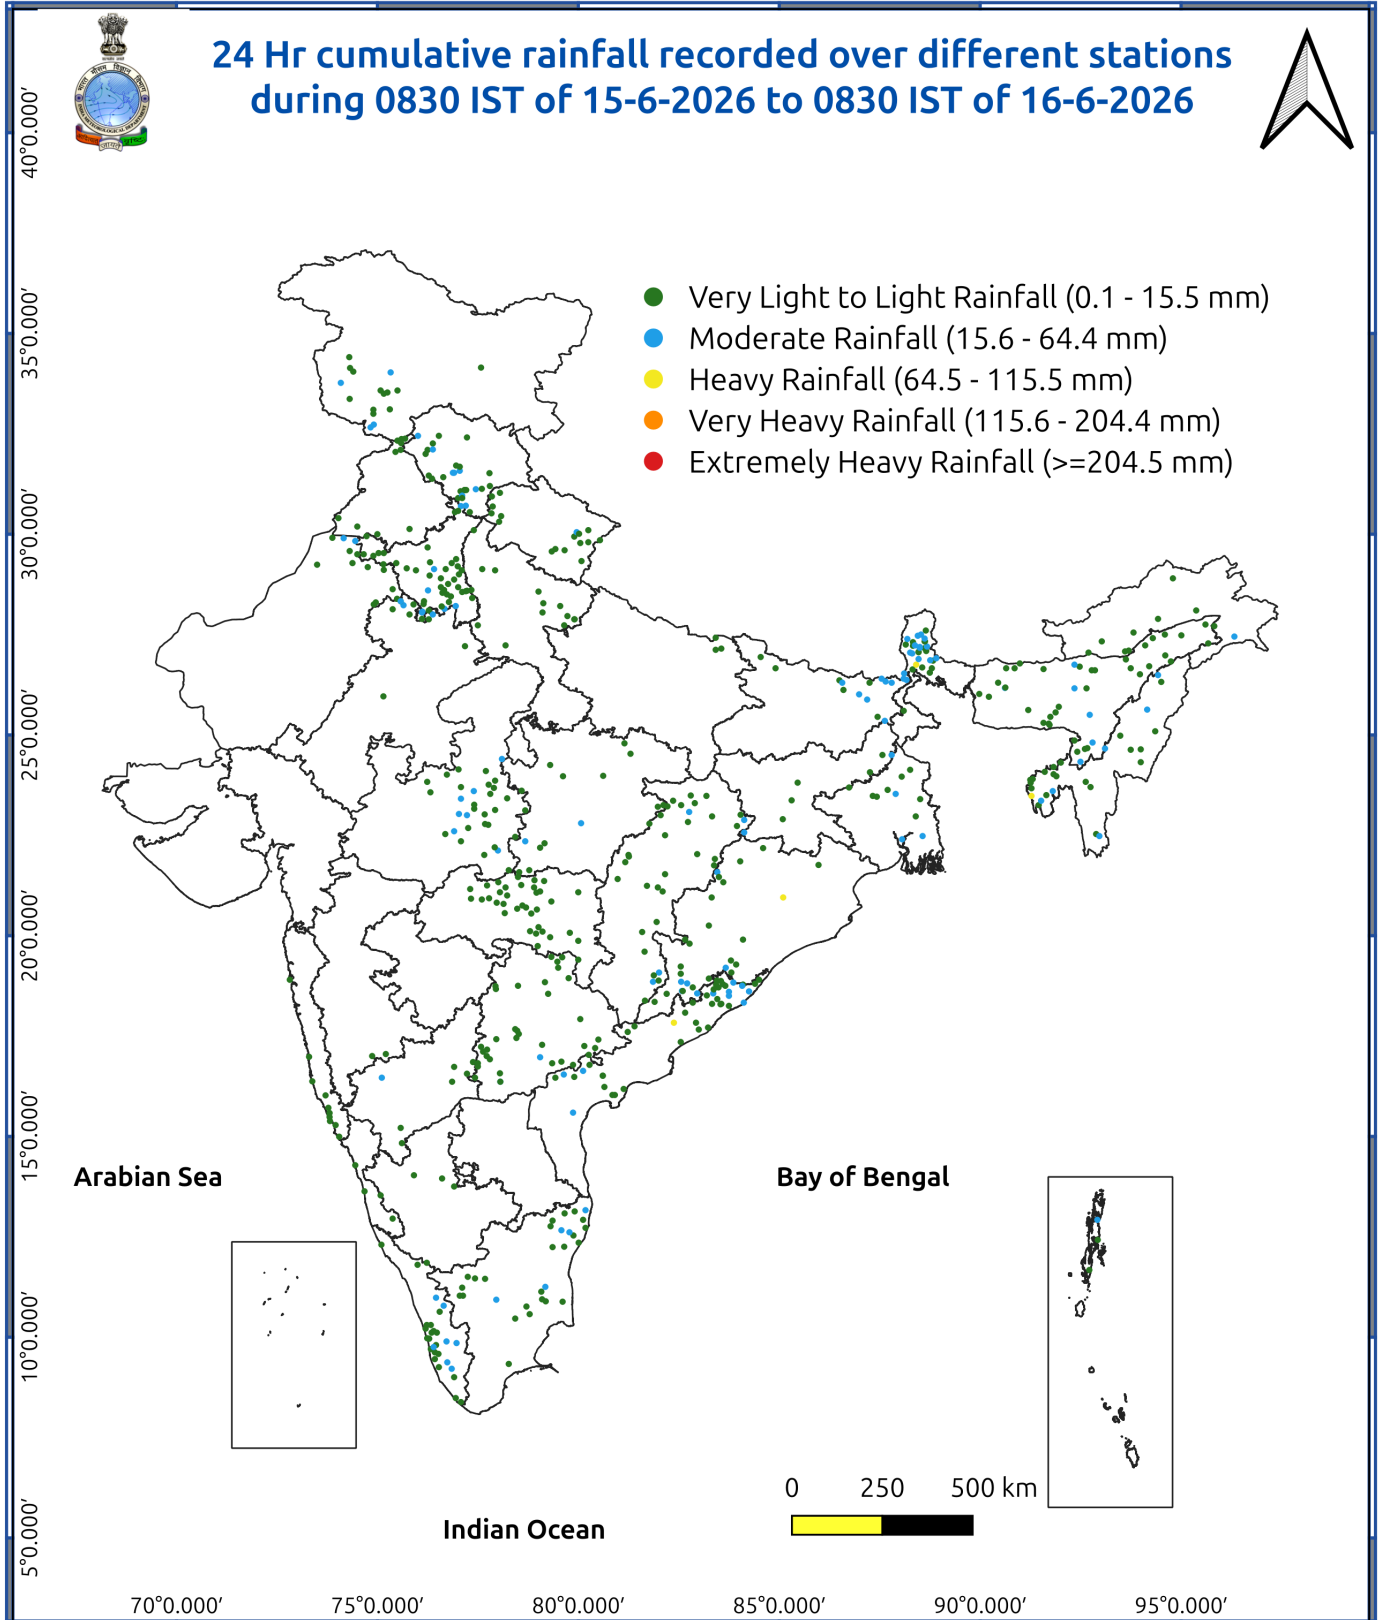 24 Hr cumulative rainfall recorded over different stations
during 0830 IST of 15-6-2026 to 0830 IST of 16-6-2026
Very Light to Light Rainfall (0.1 - 15.5 mm)
Moderate Rainfall (15.6 - 64.4 mm)
Heavy Rainfall (64.5 - 115.5 mm)
Very Heavy Rainfall (115.6 - 204.4 mm)
Extremely Heavy Rainfall (>=204.5 mm)
40°0.000′
35°0.000′
30°0.000′
25°0.000′
20°0.000′
15°0.000′
10°0.000′
5°0.000′
Arabian Sea
Bay of Bengal
Indian Ocean
0 250 500 km
70°0.000′ 75°0.000′ 80°0.000′ 85°0.000′ 90°0.000′ 95°0.000′